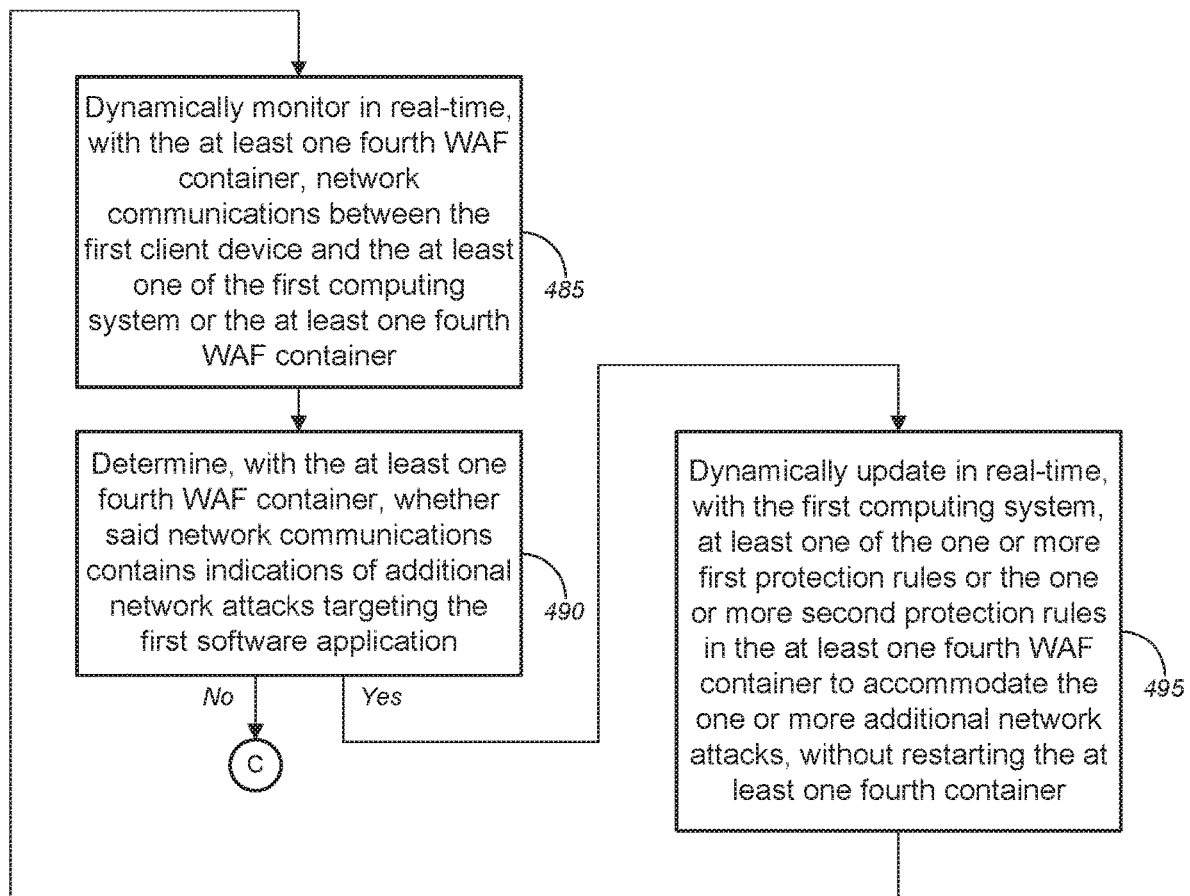 Dynamically monitor in real-time,
with the at least one fourth WAF
container, network
communications between the
first client device and the at least
one of the first computing
system or the at least one fourth
WAF container
485
Determine, with the at least one
fourth WAF container, whether
said network communications
contains indications of additional
network attacks targeting the
first software application
490
No
Yes
C
Dynamically update in real-time,
with the first computing system,
at least one of the one or more
first protection rules or the one
or more second protection rules
in the at least one fourth WAF
container to accommodate the
one or more additional network
attacks, without restarting the at
least one fourth container
495